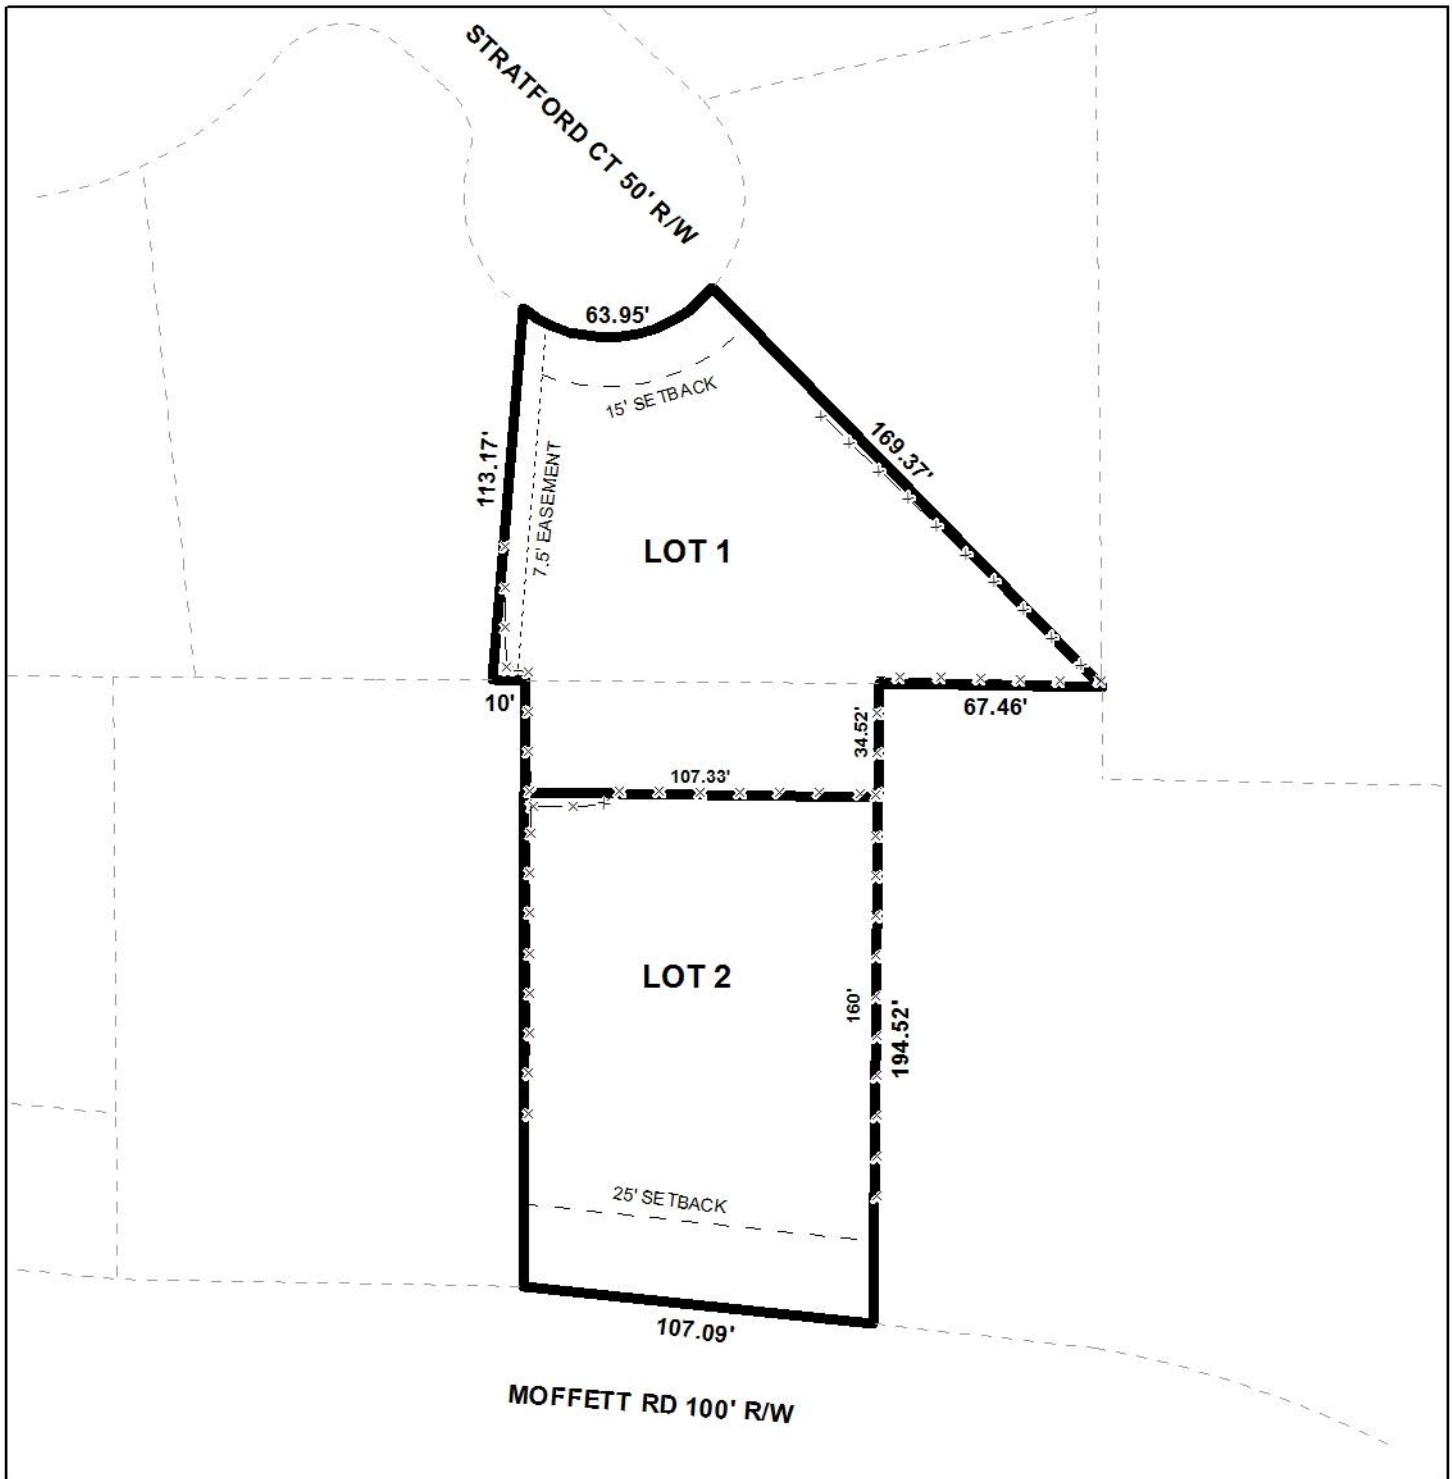 STRATFORD CT 50' R/W
63.95'
15' SETBACK
113.17'
7.5' EASEMENT
169.37'
LOT 1
10'
67.46'
34.52'
107.33'
LOT 2
160'
194.52'
25' SETBACK
107.09'
MOFFETT RD 100' R/W